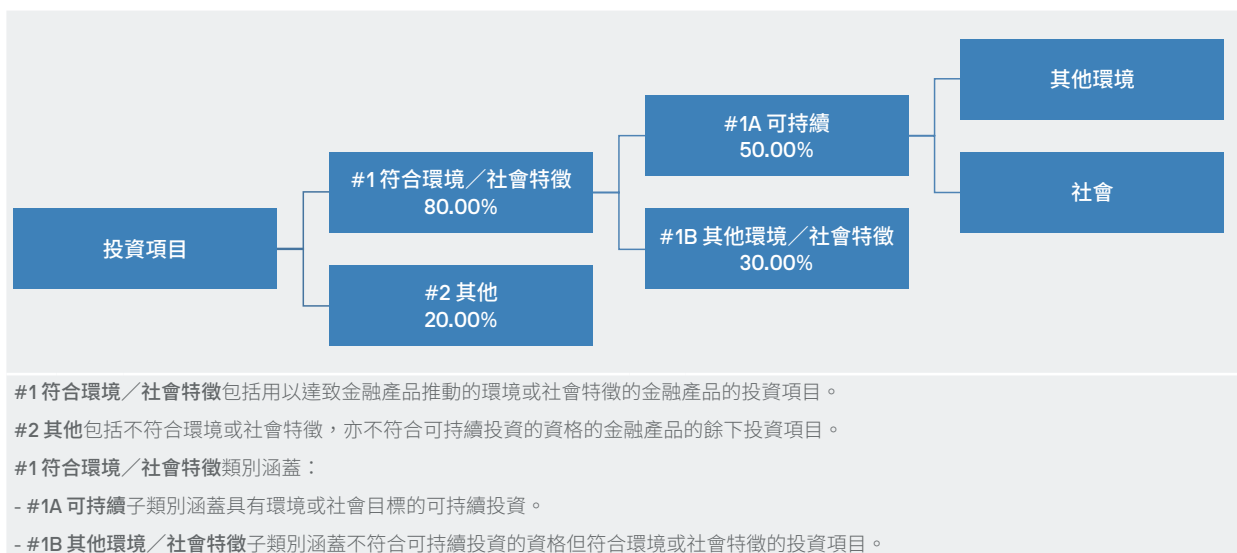 投資項目
#1 符合環境／社會特徵
80.00%
#2 其他
20.00%
#1A 可持續
50.00%
#1B 其他環境／社會特徵
30.00%
其他環境
社會
#1 符合環境／社會特徵包括用以達致金融產品推動的環境或社會特徵的金融產品的投資項目。
#2 其他包括不符合環境或社會特徵，亦不符合可持續投資的資格的金融產品的餘下投資項目。
#1 符合環境／社會特徵類別涵蓋：
- #1A 可持續子類別涵蓋具有環境或社會目標的可持續投資。
- #1B 其他環境／社會特徵子類別涵蓋不符合可持續投資的資格但符合環境或社會特徵的投資項目。